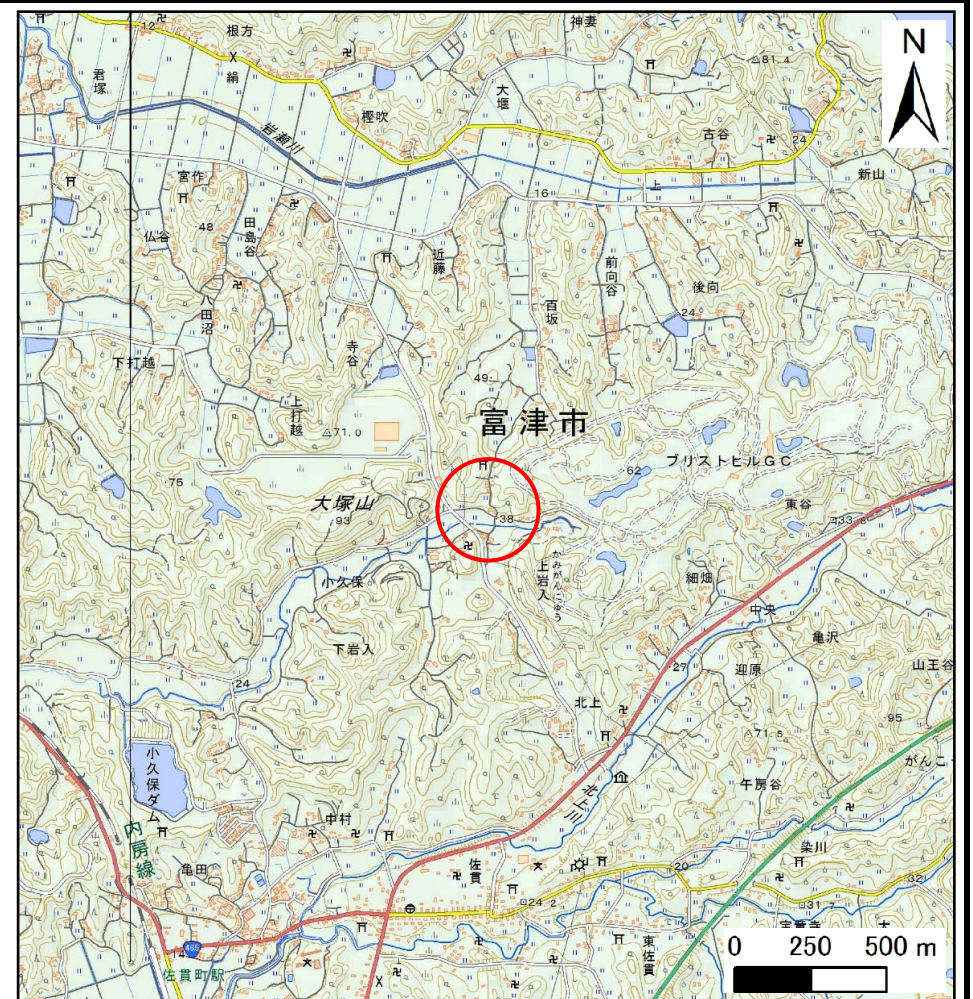 神妻
根方
12
N
絹
君塚
△81.4
大堰
樫吹
岩瀬川
古谷
24
宮作
上
16
新山
48
田島谷
仏谷
近藤
前向谷
後向
八田沼
百坂
24
下打越
寺谷
49
上打越
△71.0
富津市
ブリストヒルGC
62
75
大塚山
93
東谷
38
33.8
かみがんにゅう
上岩入
小久保
細畑
中央
下岩入
亀沢
27
迎原
山王谷
24
北上
95
△71.5
小久保ダム
がんこ
午房谷
北上川
中村
内房線
染川
亀田
佐貫
20
32
24.2
31.7
465
東佐貫
佐貫町駅
0 250 500 m